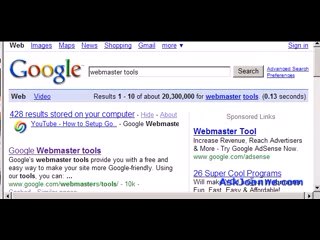 Web Images Maps News Shopping Gmail more ▼ Sign in
Google webmaster tools Search Advanced Search
Preferences
Web Video Results 1 - 10 of about 20,300,000 for webmaster tools. (0.13 seconds)
428 results stored on your computer - Hide - About
YouTube - How to Setup Go.. - Google Webmaste
Google Webmaster tools
Google's webmaster tools provide you with a free and
easy way to make your site more Google-friendly. Using
our tools, you can: ...
www.google.com/webmasters/tools/ - 10k -
Sponsored Links
Webmaster Tool
Increase Revenue, Reach Advertisers
& More - Try Google AdSense Now.
www.google.com/adsense
26 Super Cool Programs
Will make
Fun, Fast, Easy & Affordable!